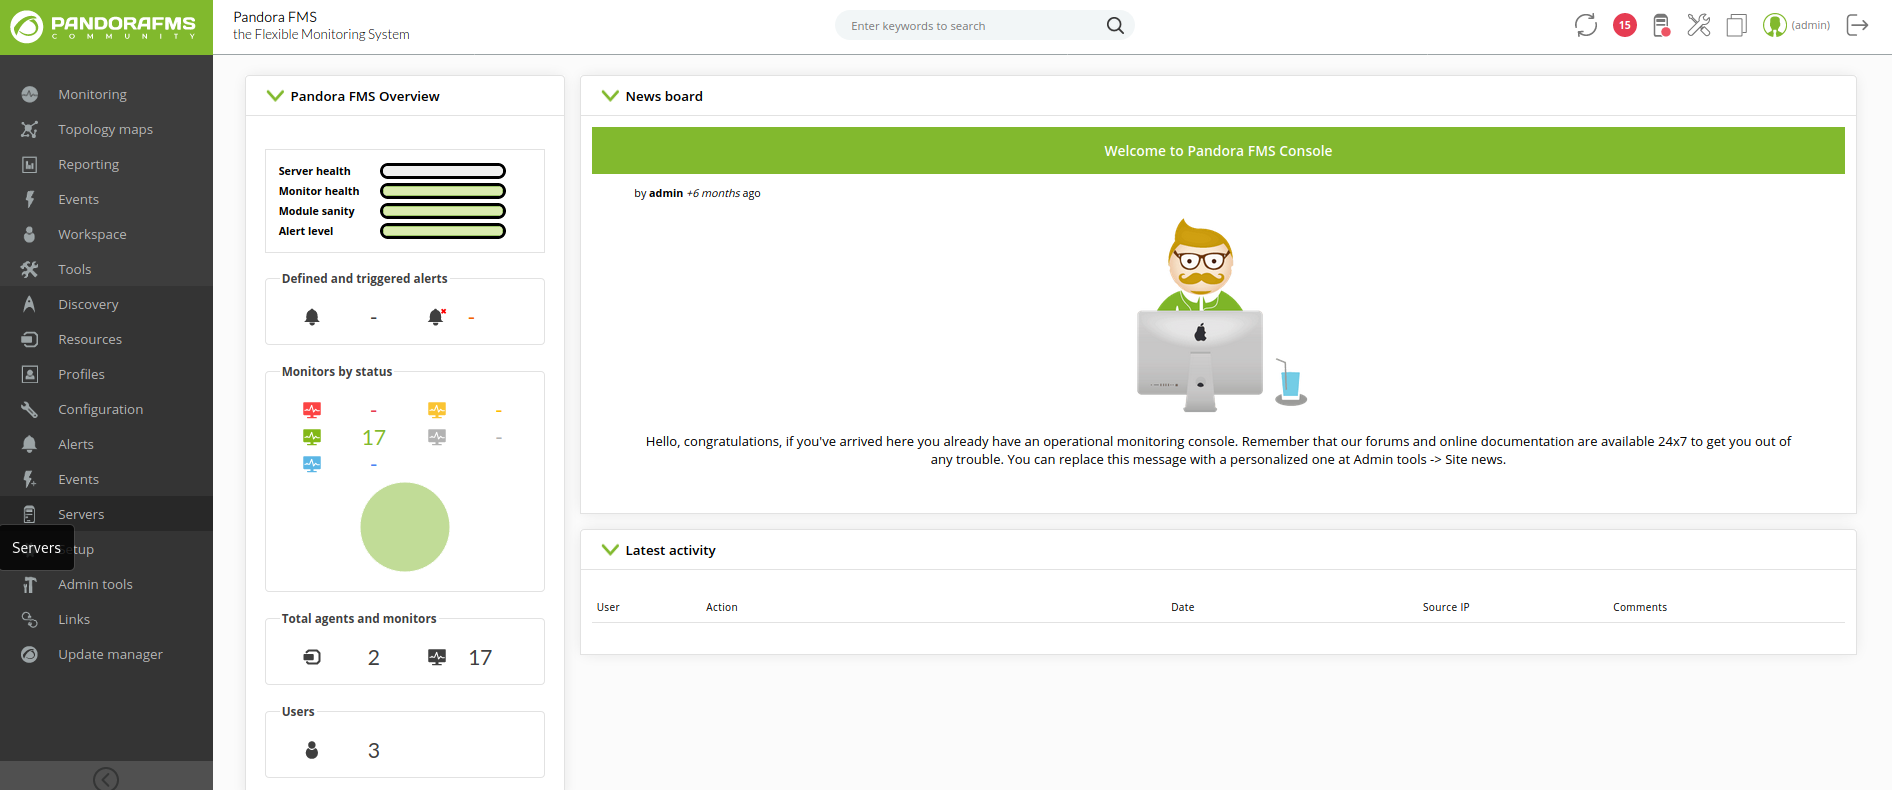 PANDORAFMS
COMMUNITY
Pandora FMS
the Flexible Monitoring System
Enter keywords to search
15
(admin)
Monitoring
Topology maps
Reporting
Events
Workspace
Tools
Discovery
Resources
Profiles
Configuration
Alerts
Events
Servers
Servers
etup
Admin tools
Links
Update manager
Pandora FMS Overview
Server health
Monitor health
Module sanity
Alert level
Defined and triggered alerts
- -
Monitors by status
- -
17 -
-
Total agents and monitors
2 17
Users
3
News board
Welcome to Pandora FMS Console
by admin +6 months ago
Hello, congratulations, if you've arrived here you already have an operational monitoring console. Remember that our forums and online documentation are available 24x7 to get you out of
any trouble. You can replace this message with a personalized one at Admin tools -> Site news.
Latest activity
User Action Date Source IP Comments